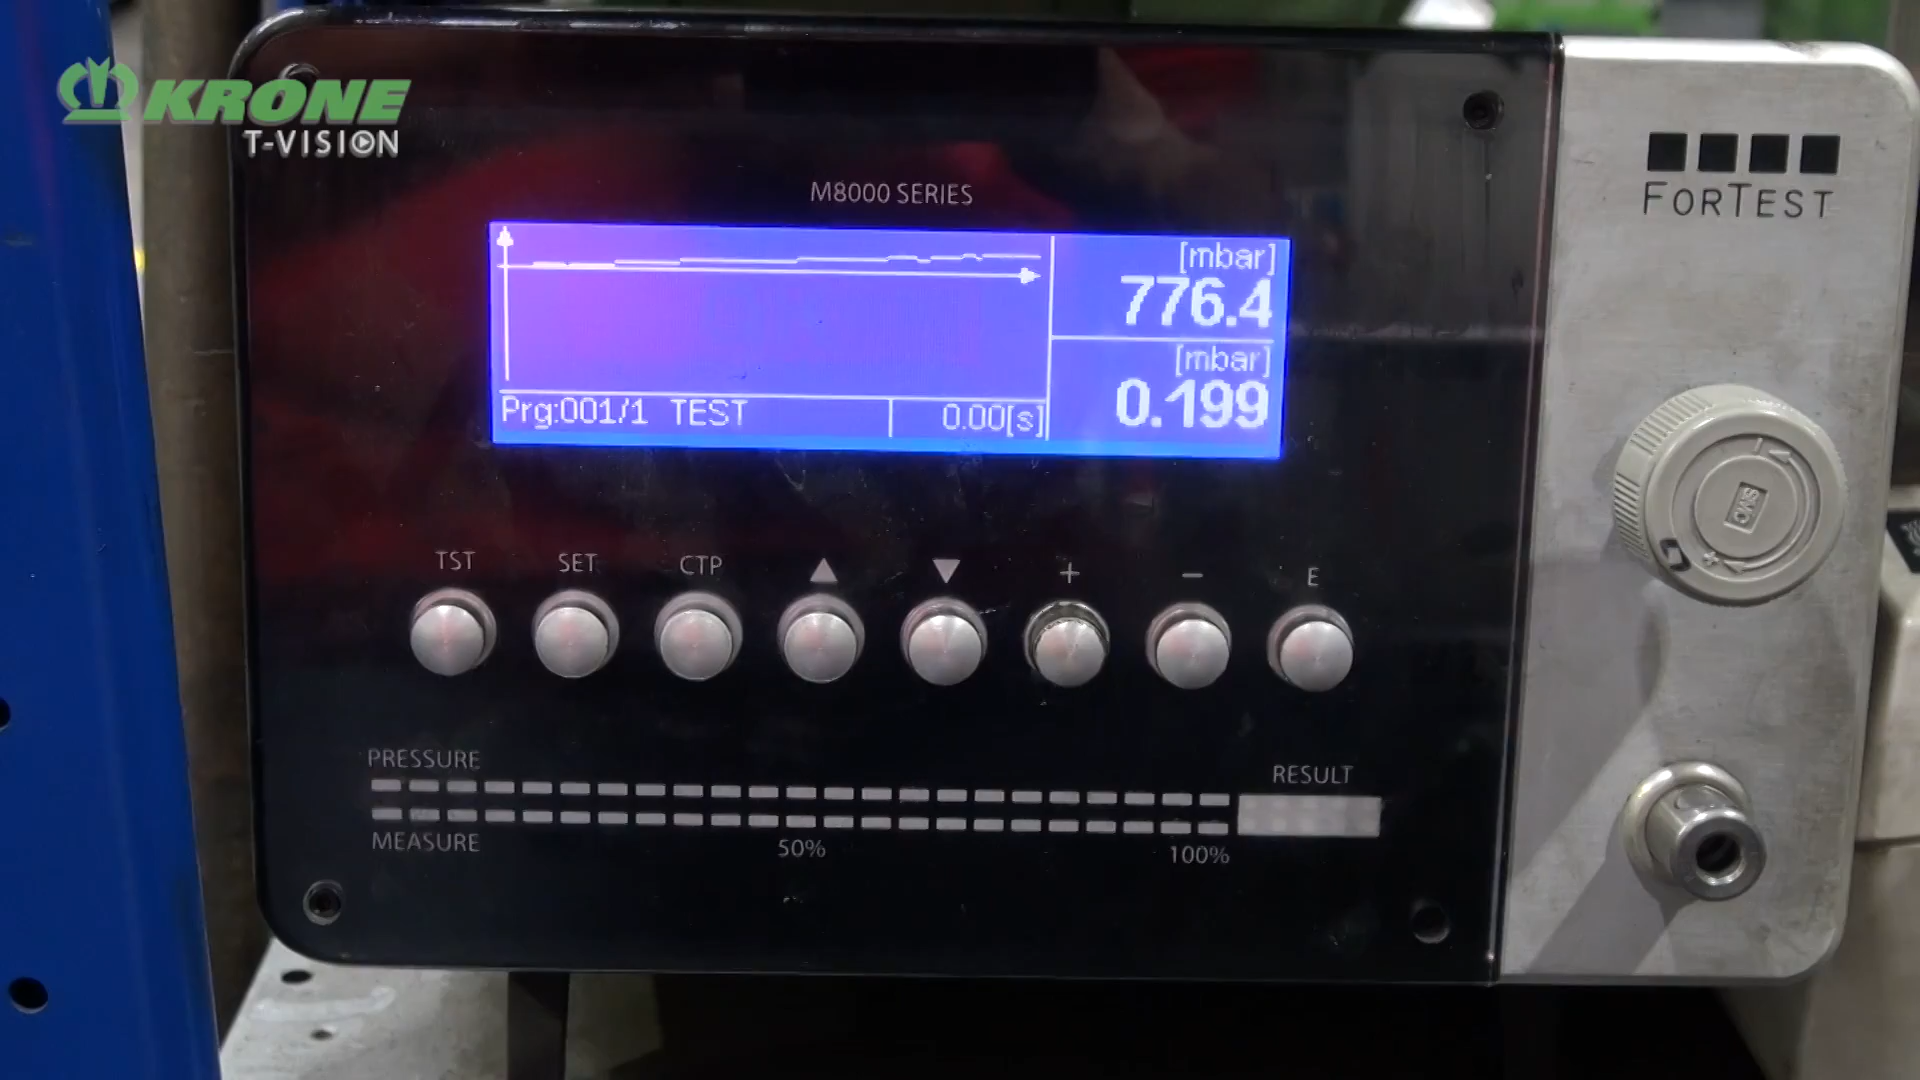 KRONE
T-VISION
M8000 SERIES
FORTEST
[mbar]
776.4
[mbar]
0.199
Prg:001/1 TEST
0.00[s]
TST SET CTP ▲ ▼ + − E
PRESSURE
RESULT
MEASURE
50%
100%
SMC